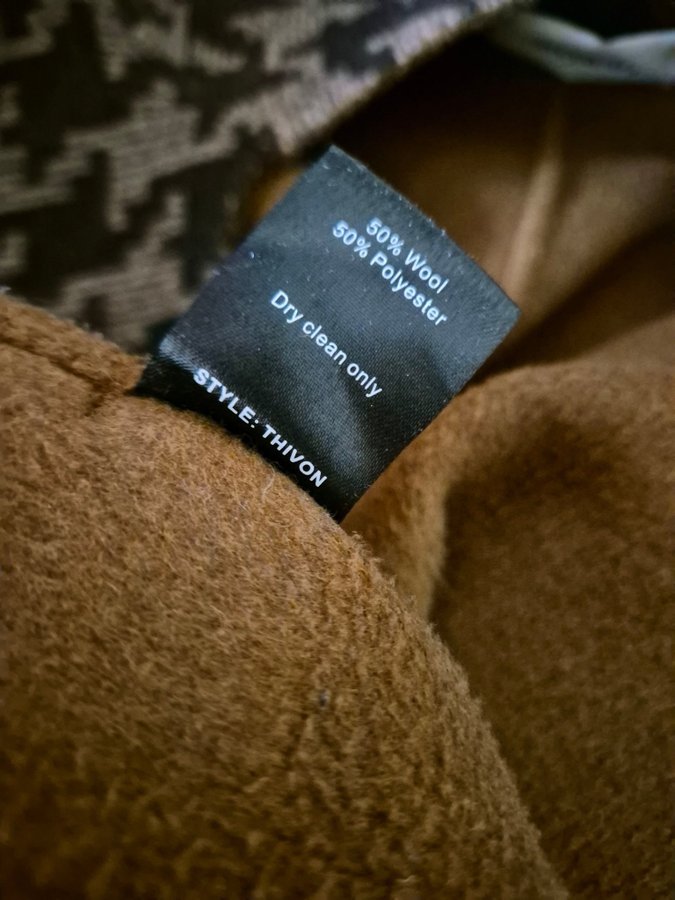 50% Wool
50% Polyester
Dry clean only
STYLE: THIVON